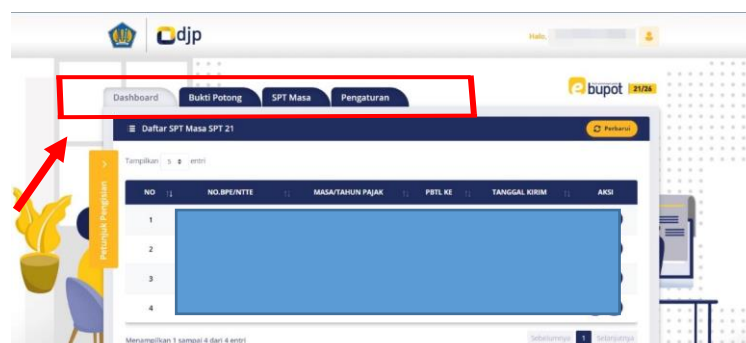 djp
Halo,
Dashboard Bukti Potong SPT Masa Pengaturan
ebupot 21/26
Daftar SPT Masa SPT 21
Perbarui
Tampilkan 5 entri
Petunjuk Pengisian
NO NO.BPE/NTTE MASA/TAHUN PAJAK PBTL KE TANGGAL KIRIM AKSI
1
2
3
4
Menampilkan 1 sampai 4 dari 4 entri
Sebelumnya 1 Selanjutnya